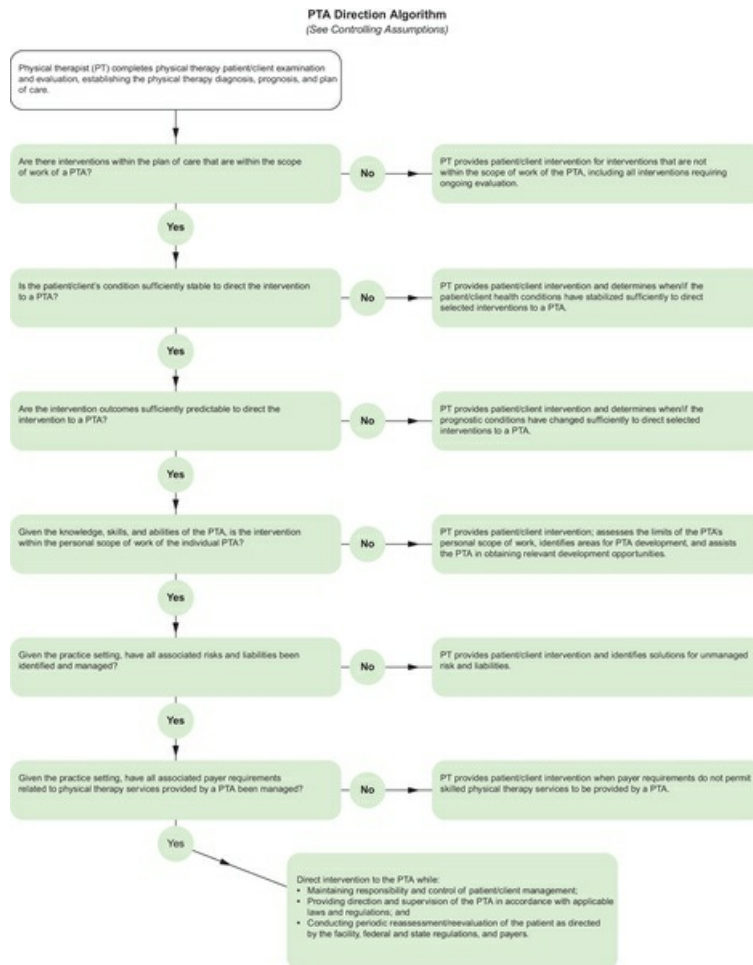 PTA Direction Algorithm
(See Controlling Assumptions)
Physical therapist (PT) completes physical therapy patient/client examination
and evaluation, establishing the physical therapy diagnosis, prognosis, and plan
of care.
Are there interventions within the plan of care that are within the scope
of work of a PTA?
No
PT provides patient/client intervention for interventions that are not
within the scope of work of the PTA, including all interventions requiring
ongoing evaluation.
Yes
Is the patient/client's condition sufficiently stable to direct the intervention
to a PTA?
No
PT provides patient/client intervention and determines when/if the
patient/client health conditions have stabilized sufficiently to direct
selected interventions to a PTA.
Yes
Are the intervention outcomes sufficiently predictable to direct the
intervention to a PTA?
No
PT provides patient/client intervention and determines when/if the
prognostic conditions have changed sufficiently to direct selected
interventions to a PTA.
Yes
Given the knowledge, skills, and abilities of the PTA, is the intervention
within the personal scope of work of the individual PTA?
No
PT provides patient/client intervention; assesses the limits of the PTA's
personal scope of work, identifies areas for PTA development, and assists
the PTA in obtaining relevant development opportunities.
Yes
Given the practice setting, have all associated risks and liabilities been
identified and managed?
No
PT provides patient/client intervention and identifies solutions for unmanaged
risk and liabilities.
Yes
Given the practice setting, have all associated payer requirements
related to physical therapy services provided by a PTA been managed?
No
PT provides patient/client intervention when payer requirements do not permit
skilled physical therapy services to be provided by a PTA.
Yes
Direct intervention to the PTA while:
• Maintaining responsibility and control of patient/client management;
• Providing direction and supervision of the PTA in accordance with applicable
laws and regulations; and
• Conducting periodic reassessment/reevaluation of the patient as directed
by the facility, federal and state regulations, and payers.